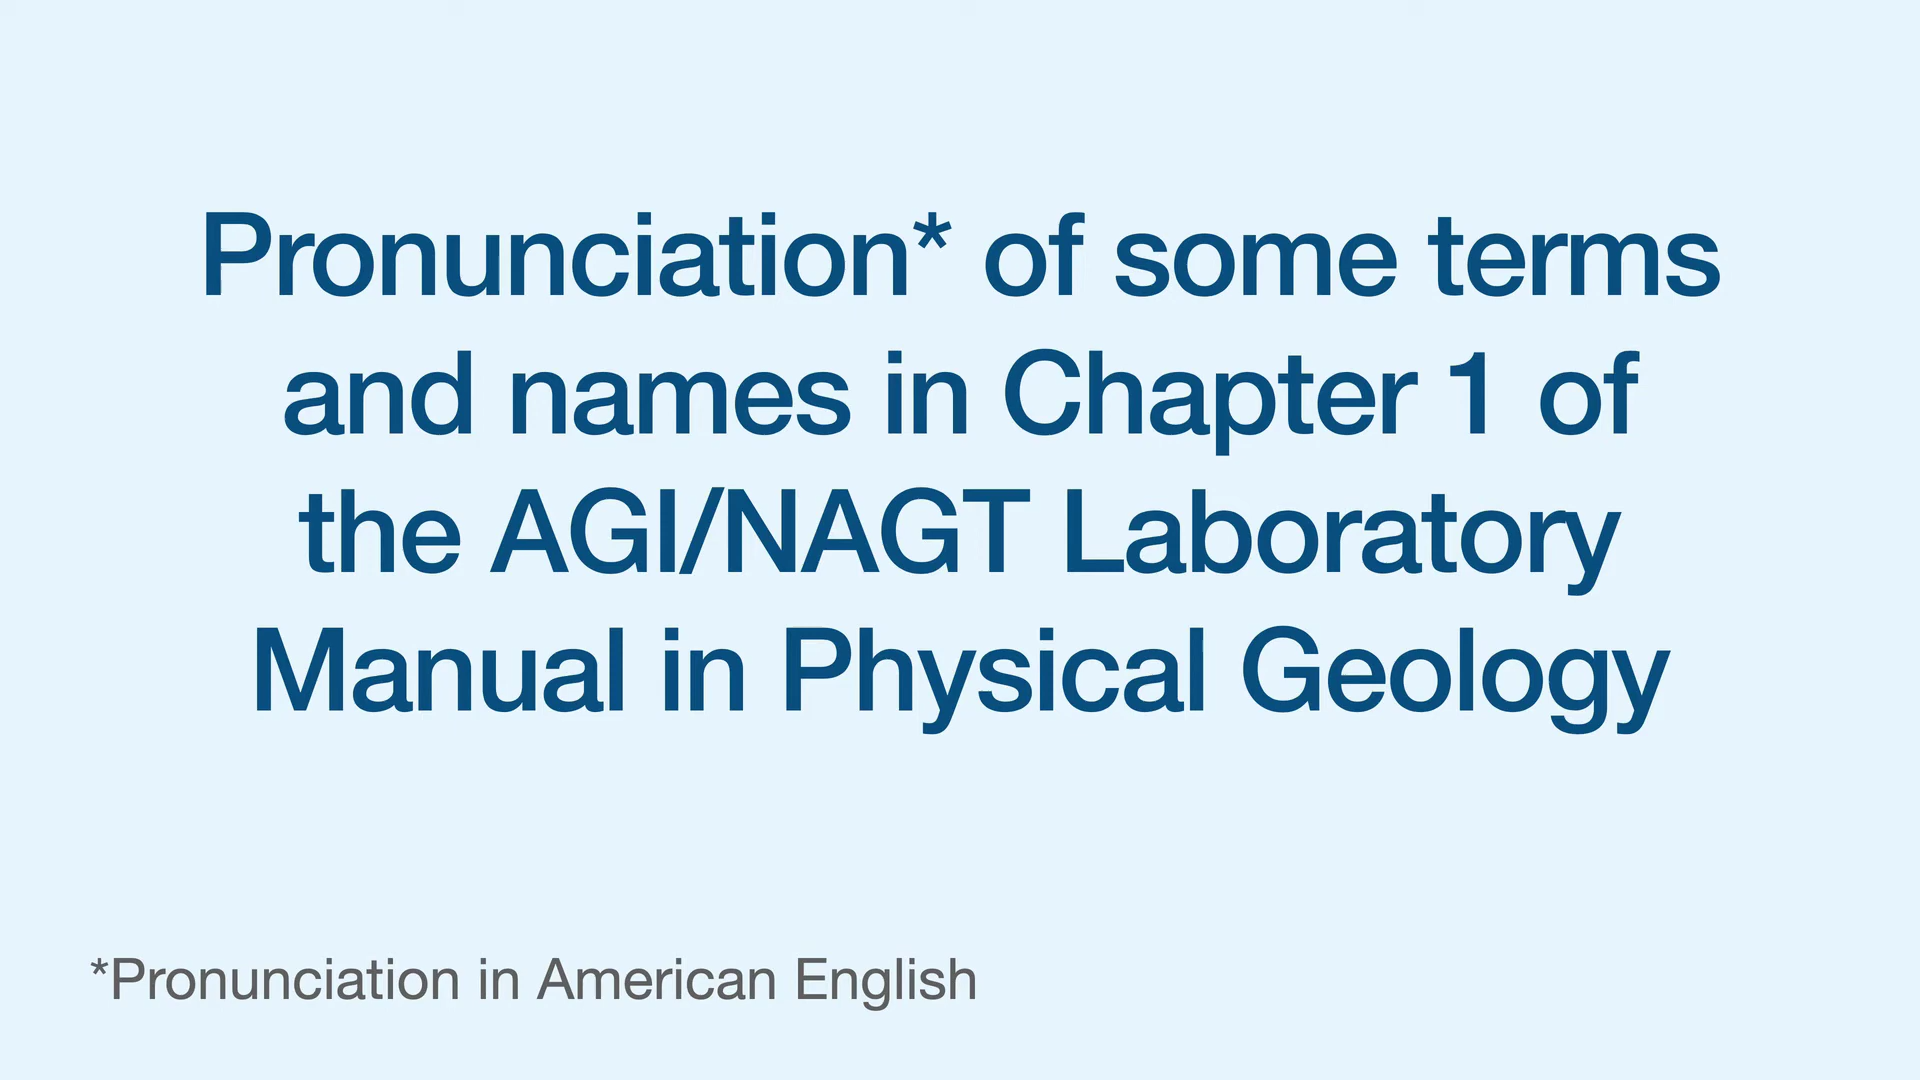 Pronunciation* of some terms
and names in Chapter 1 of
the AGI/NAGT Laboratory
Manual in Physical Geology
*Pronunciation in American English